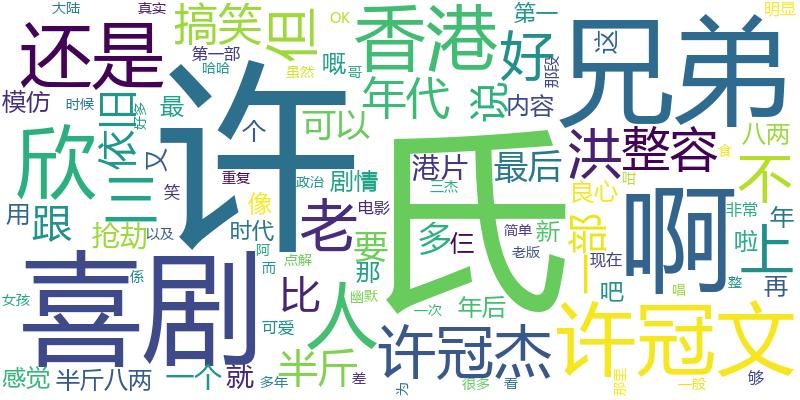 大陆
真实
搞笑
但
OK
香港
第一
明显
还是
第一部
嘅
哥
好
那段
这
兄弟
哈哈
虽然
年代
说
模仿
时候
好多
最
许
氏
内容
依旧
个
可以
洪
整容
八两
欣
又
港片
最后
不
食
三
笑
重复
政治
剧情
三杰
咁
良心
用
跟
像
老
电影
多
仨
简单
新
一部
啊
非常
年
抢劫
以及
时代
阿
要
老版
现在
啦
上
喜剧
係
而
点解
那
吧
整
再
女孩
比
人
幽默
一次
年后
唱
可爱
许冠杰
许冠文
感觉
半斤八两
一个
就
多年
半斤
差
为
很多
看
那里
一般
够